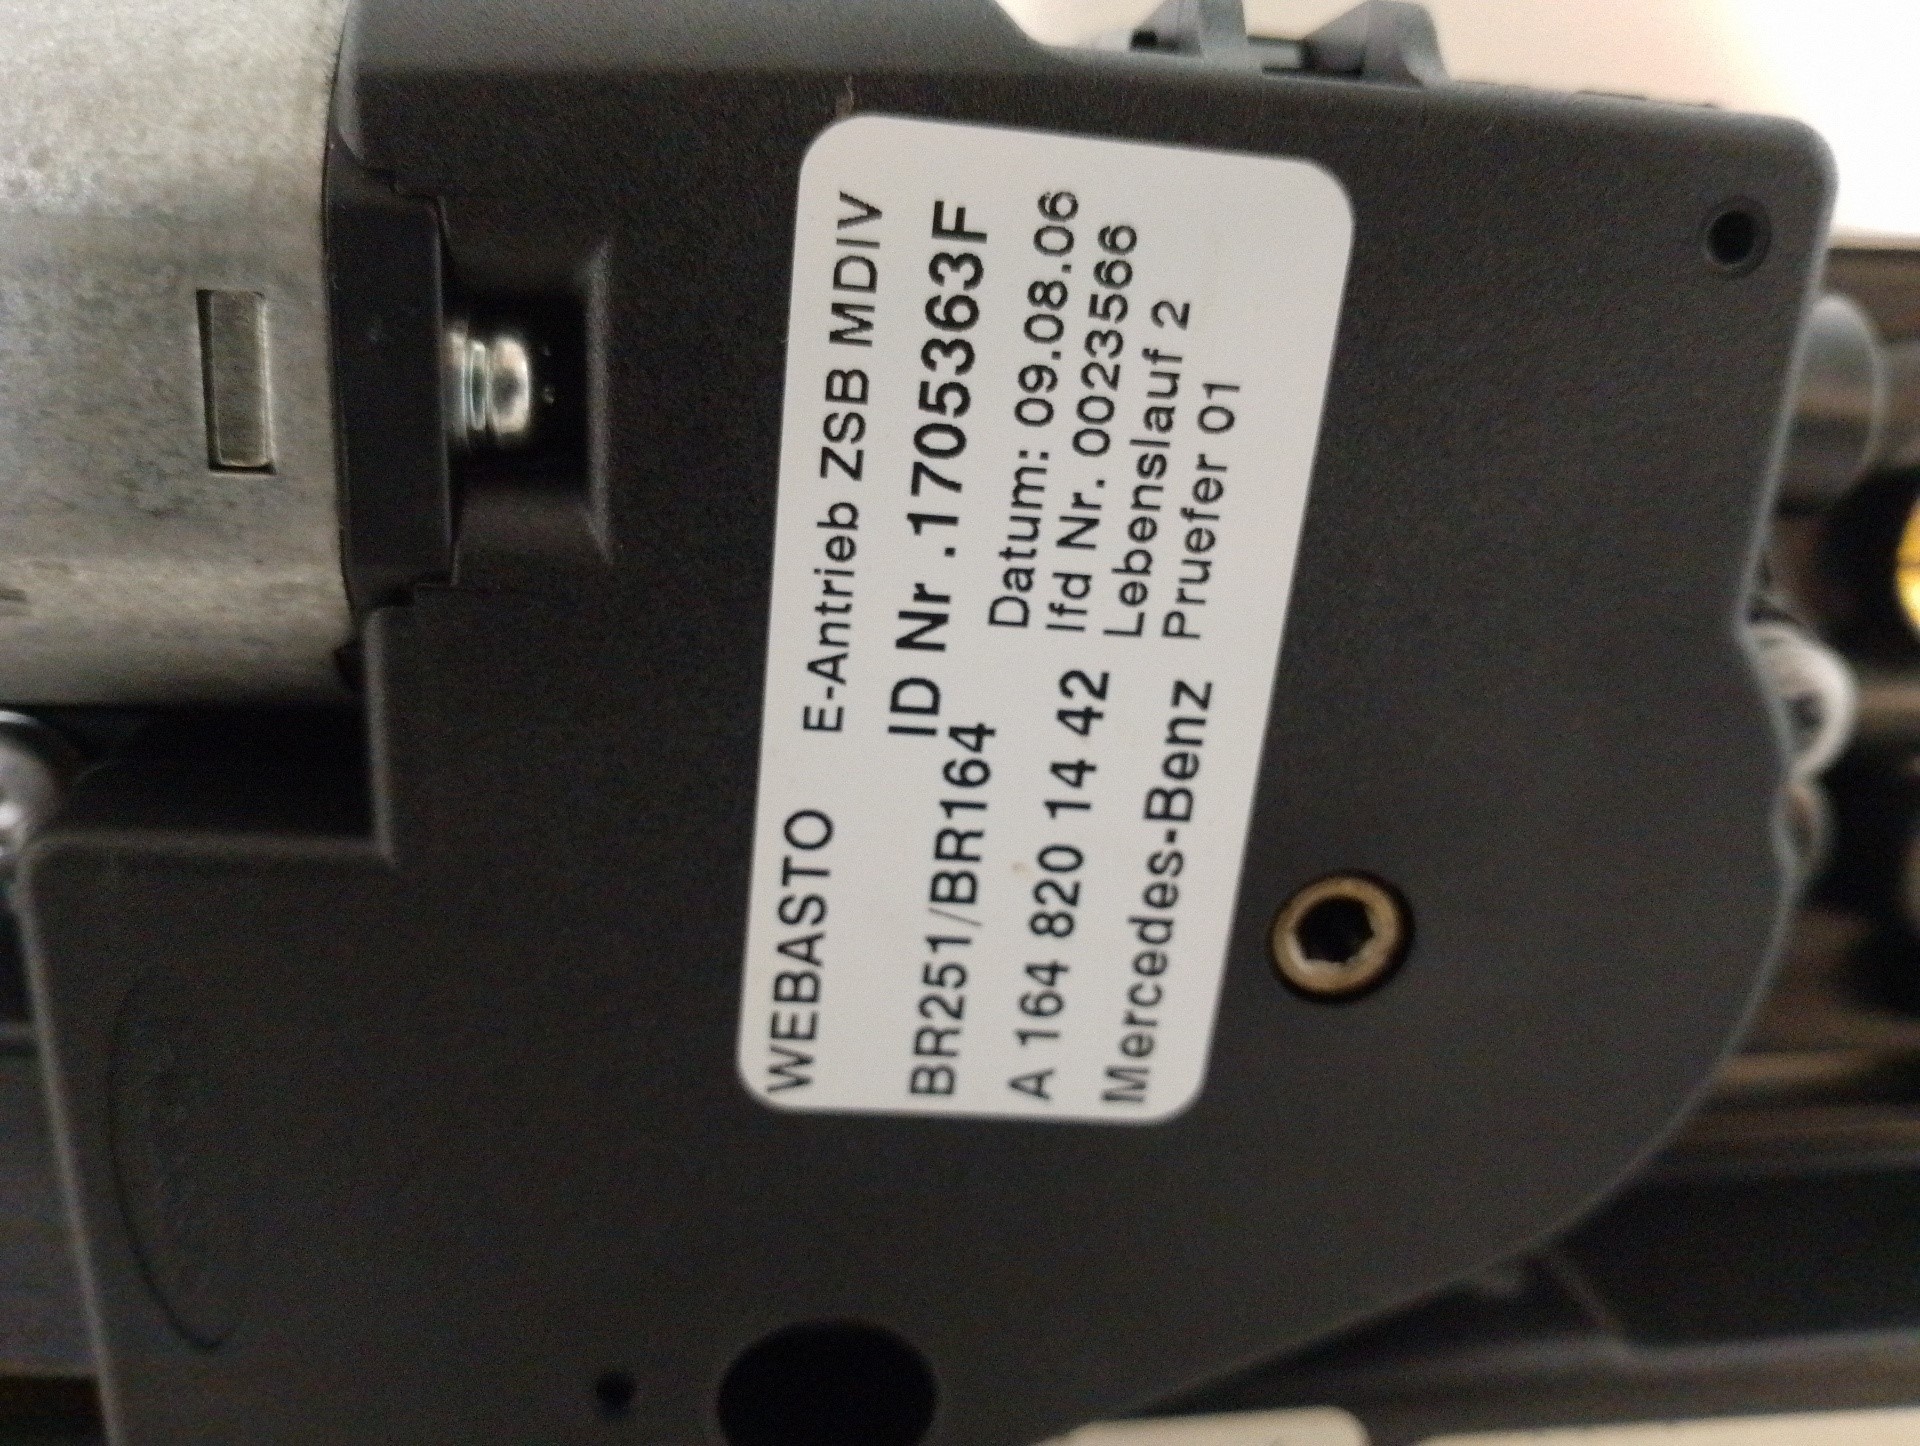 WEBASTO E-Antrieb ZSB MDIV
ID Nr .1705363F
BR251/BR164 Datum: 09.08.06
A 164 820 14 42 lfd Nr. 0023566
Lebenslauf 2
Mercedes-Benz Pruefer 01